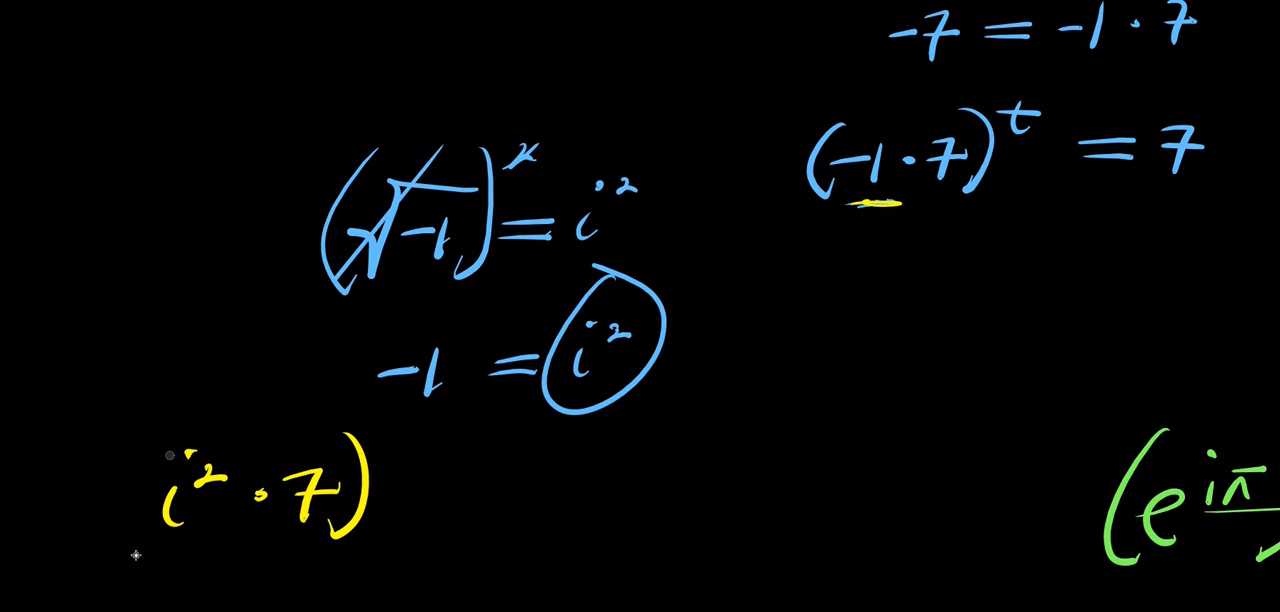 -7 = -1 · 7
(-1 · 7)^t = 7
(√-1)^2 = i^2
-1 = i^2
i^2 · 7)
(e^iπ